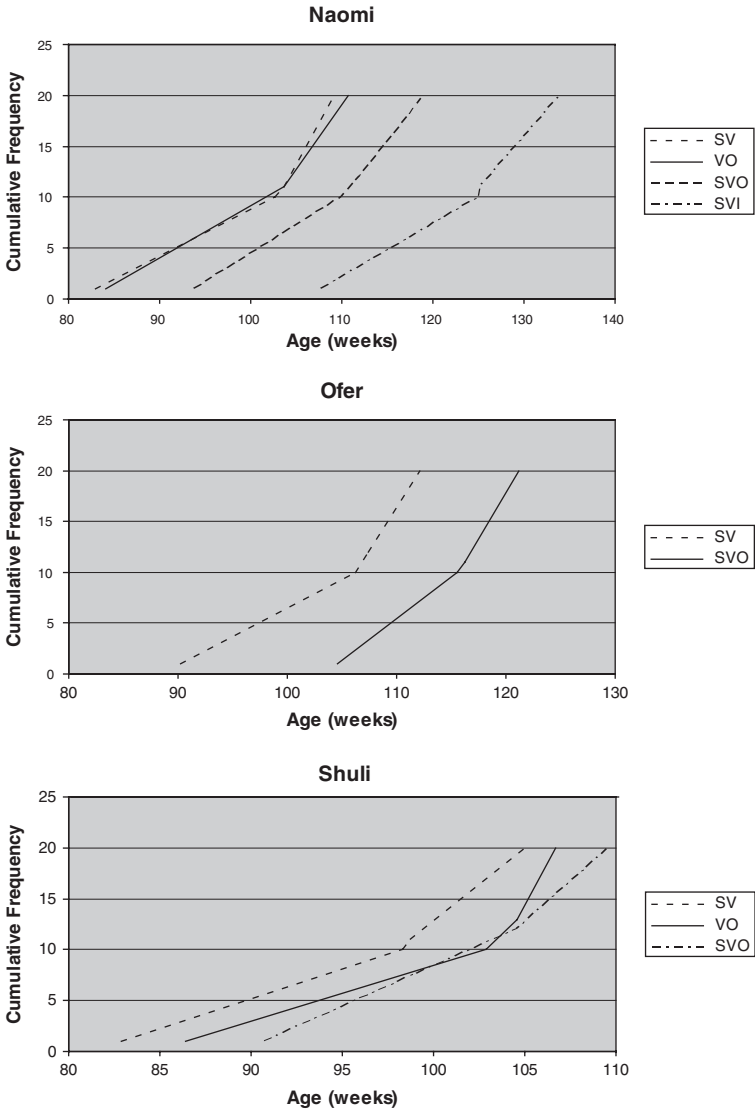 Naomi
25
20
15
10
5
0
Cumulative Frequency
80 90 100 110 120 130 140
Age (weeks)
SV
VO
SVO
SVI
Ofer
25
20
15
10
5
0
Cumulative Frequency
80 90 100 110 120 130
Age (weeks)
SV
SVO
Shuli
25
20
15
10
5
0
Cumulative Frequency
80 85 90 95 100 105 110
Age (weeks)
SV
VO
SVO